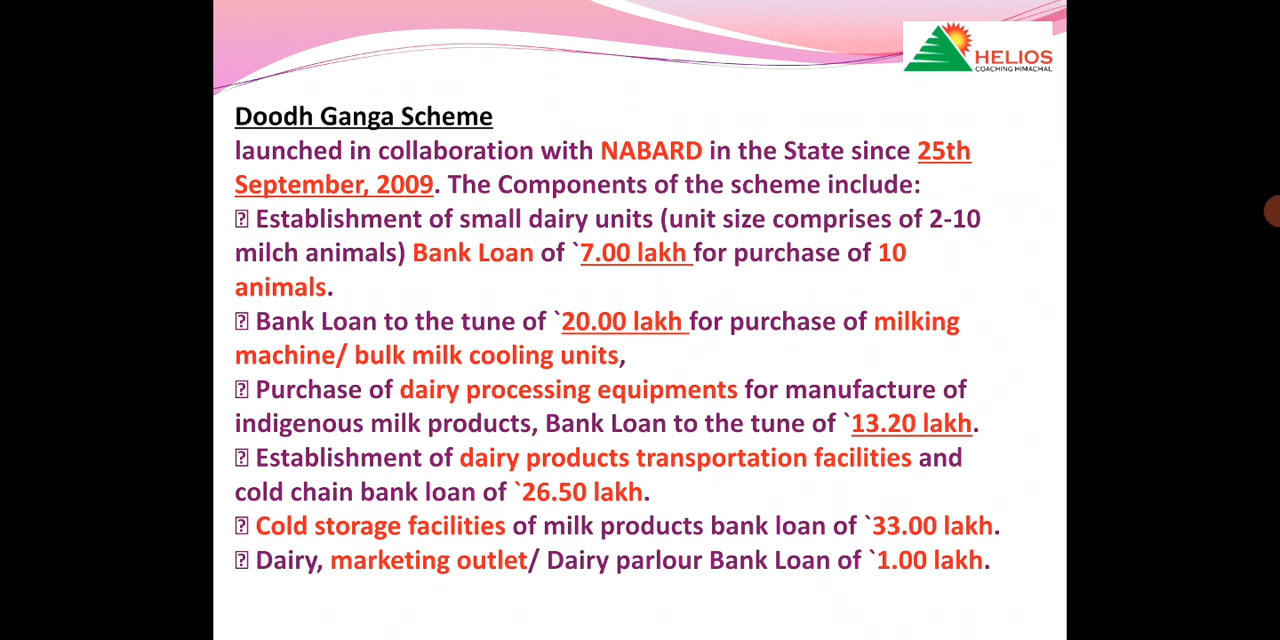 HELIOS
COACHING HIMACHAL
Doodh Ganga Scheme
launched in collaboration with NABARD in the State since 25th
September, 2009. The Components of the scheme include:
⍰ Establishment of small dairy units (unit size comprises of 2-10
milch animals) Bank Loan of `7.00 lakh for purchase of 10
animals.
⍰ Bank Loan to the tune of `20.00 lakh for purchase of milking
machine/ bulk milk cooling units,
⍰ Purchase of dairy processing equipments for manufacture of
indigenous milk products, Bank Loan to the tune of `13.20 lakh.
⍰ Establishment of dairy products transportation facilities and
cold chain bank loan of `26.50 lakh.
⍰ Cold storage facilities of milk products bank loan of `33.00 lakh.
⍰ Dairy, marketing outlet/ Dairy parlour Bank Loan of `1.00 lakh.